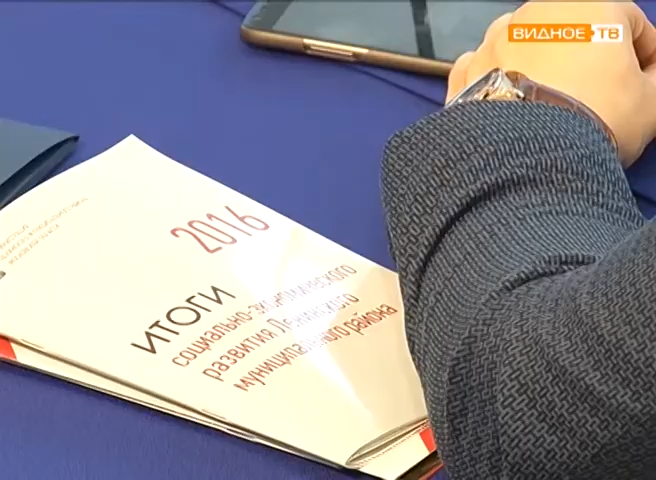 ВИДНОЕ ТВ
2016
ИТОГИ
социально-экономического
развития Ленинского
муниципального района